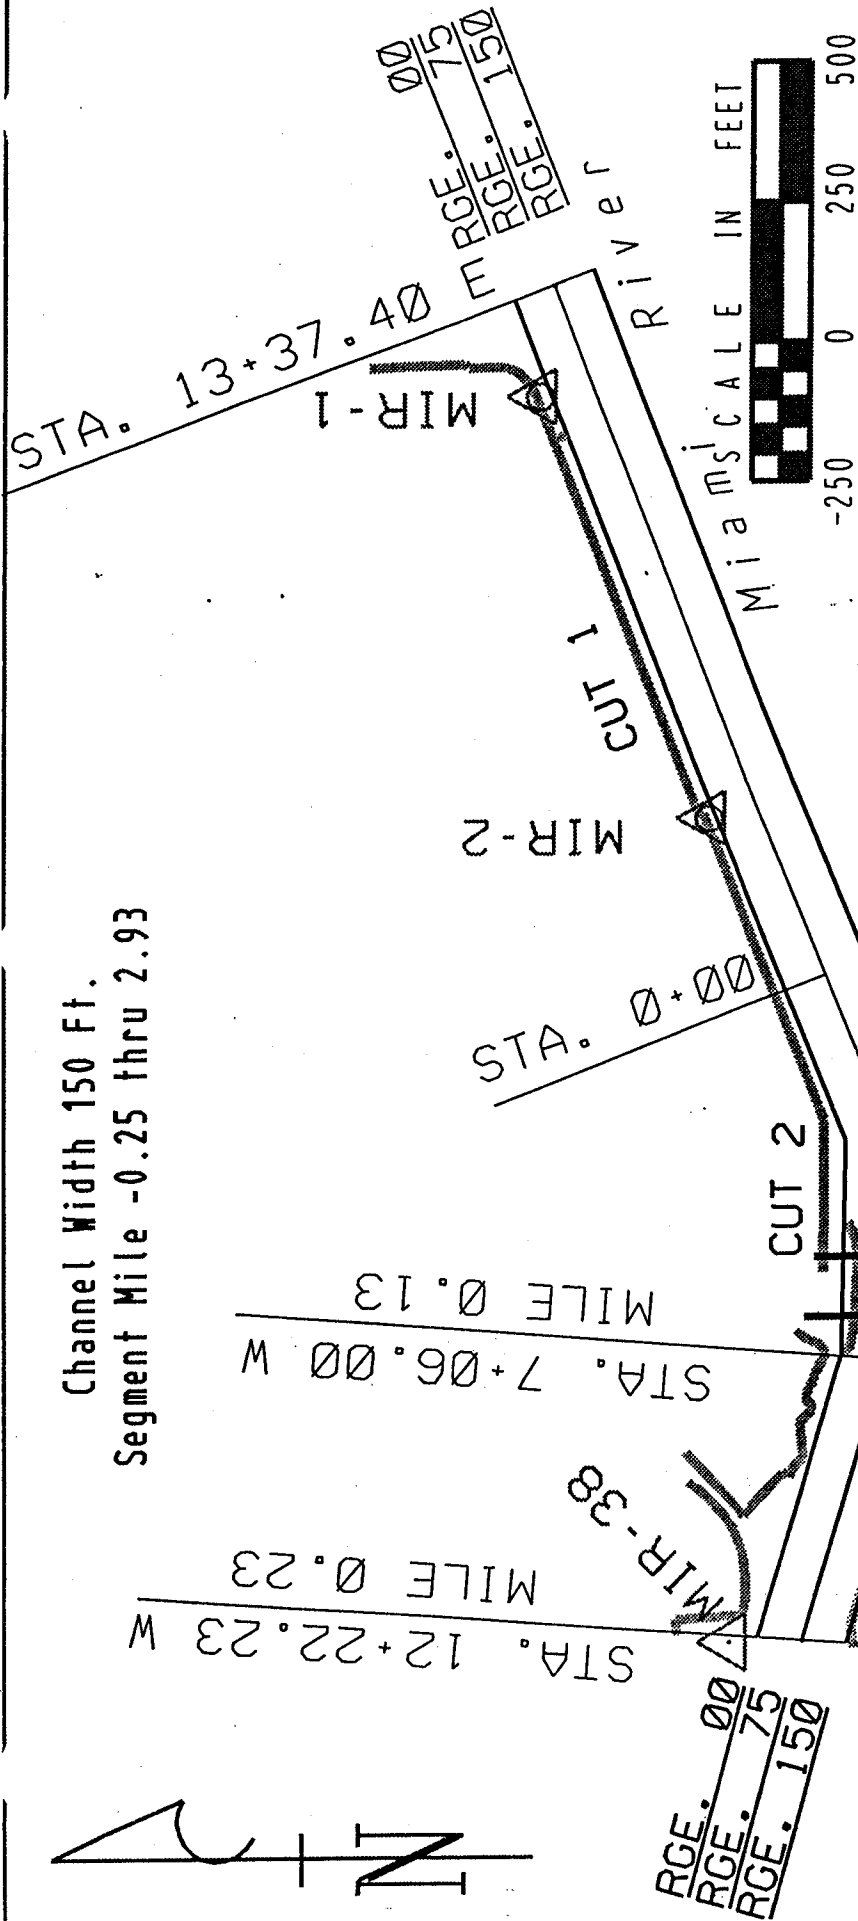 Channel Width 150 Ft.
Segment Mile -0.25 thru 2.93
STA. 13+37.40 E
RGE. 00
RGE. 75
RGE. 150
MIR-1
Miami River
CUT 1
MIR-2
STA. 0+00
CUT 2
MILE 0.13
STA. 7+06.00 W
MIR-38
MILE 0.23
STA. 12+22.23 W
RGE. 00
RGE. 75
RGE. 150
N
SCALE IN FEET
-250 0 250 500